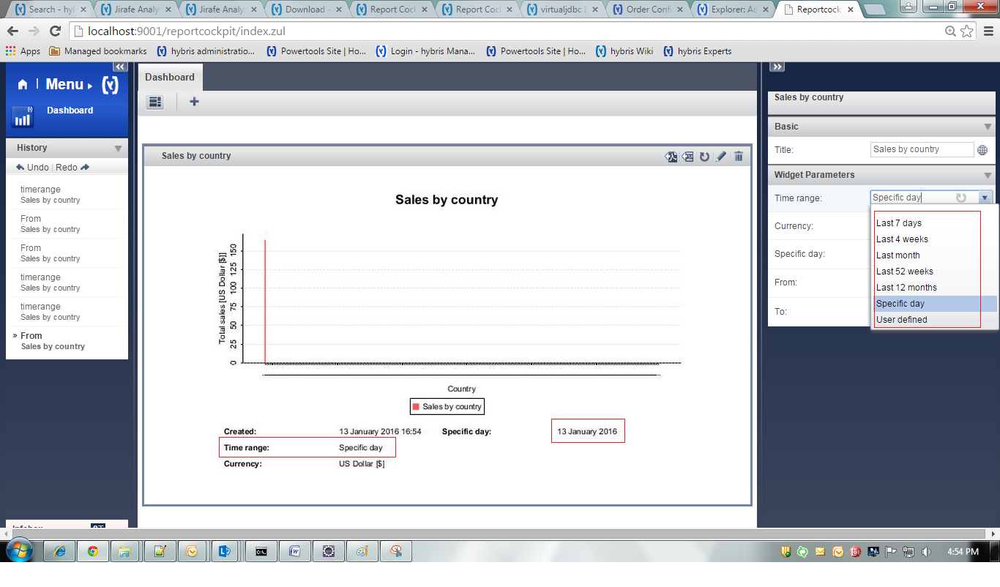 Search - hyl
Jirafe Analy
Jirafe Analy
Download -
Report Cock
Report Cock
virtualjdbc E
Order Confi
Explorer: Ac
Reportcock
localhost:9001/reportcockpit/index.zul
Apps
Managed bookmarks
hybris administratio...
Powertools Site | Ho...
Login - hybris Mana...
Powertools Site | Ho...
hybris Wiki
hybris Experts
Menu
Dashboard
History
Undo | Redo
timerange
Sales by country
From
Sales by country
From
Sales by country
timerange
Sales by country
timerange
Sales by country
» From
Sales by country
Dashboard
Sales by country
Sales by country
Total sales [US Dollar [$]]
150
125
100
75
50
25
0
Country
Sales by country
Created: 13 January 2016 16:54 Specific day: 13 January 2016
Time range: Specific day
Currency: US Dollar [$]
Sales by country
Basic
Title: Sales by country
Widget Parameters
Time range: Specific day
Currency:
Specific day:
From:
To:
Last 7 days
Last 4 weeks
Last month
Last 52 weeks
Last 12 months
Specific day
User defined
4:54 PM